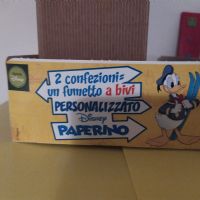 2 confezioni=
un fumetto a bivi
PERSONALIZZATO
Disney
PAPERINO